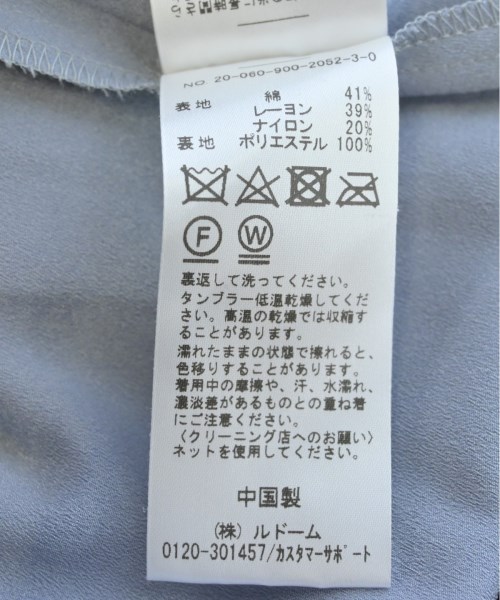 NO 20-060-900-2052-3-0
表地 綿 41%
レーヨン 39%
ナイロン 20%
裏地 ポリエステル 100%
F W
裏返して洗ってください。
タンブラー低温乾燥してくだ
さい。高温の乾燥では収縮す
ることがあります。
濡れたままの状態で擦れると、
色移りすることがあります。
着用中の摩擦や、汗、水濡れ、
濃淡差があるものとの重ね着
にご注意ください。
〈クリーニング店へのお願い〉
ネットを使用してください。
中国製
(株) ルドーム
0120-301457/カスタマーサポート